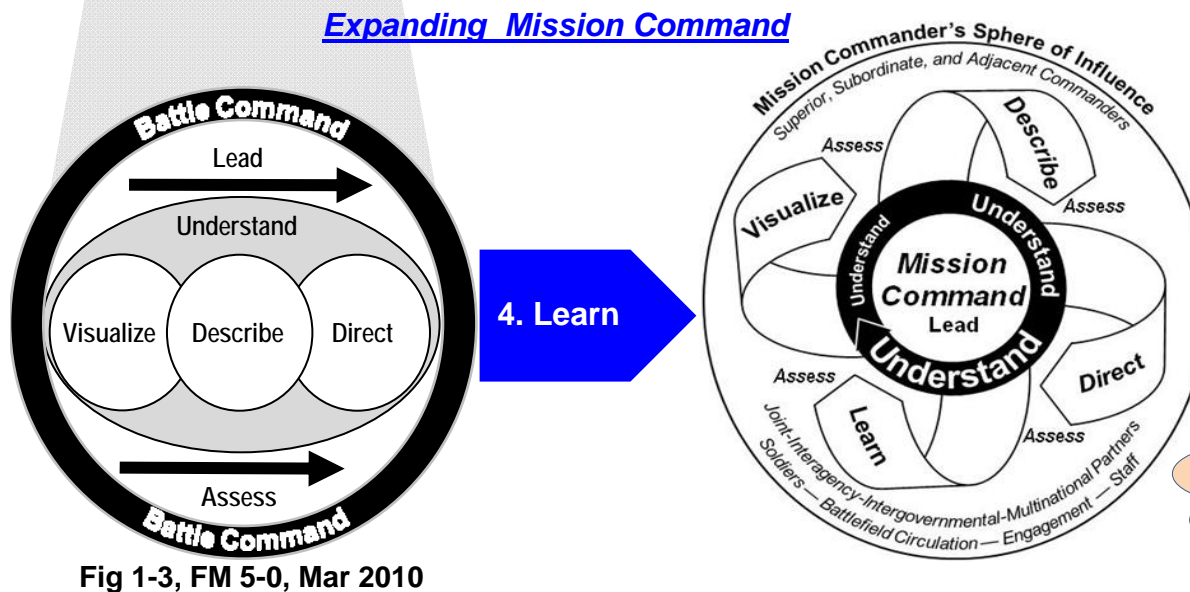 Expanding Mission Command
Battle Command
Lead
Understand
Visualize
Describe
Direct
Assess
Battle Command
Fig 1-3, FM 5-0, Mar 2010
4. Learn
Mission Commander's Sphere of Influence
Superior, Subordinate, and Adjacent Commanders
Assess
Describe
Assess
Visualize
Understand
Understand
Mission
Command
Lead
Understand
Direct
Assess
Learn
Assess
Joint-Interagency-Intergovernmental-Multinational Partners
Soldiers — Battlefield Circulation — Engagement — Staff